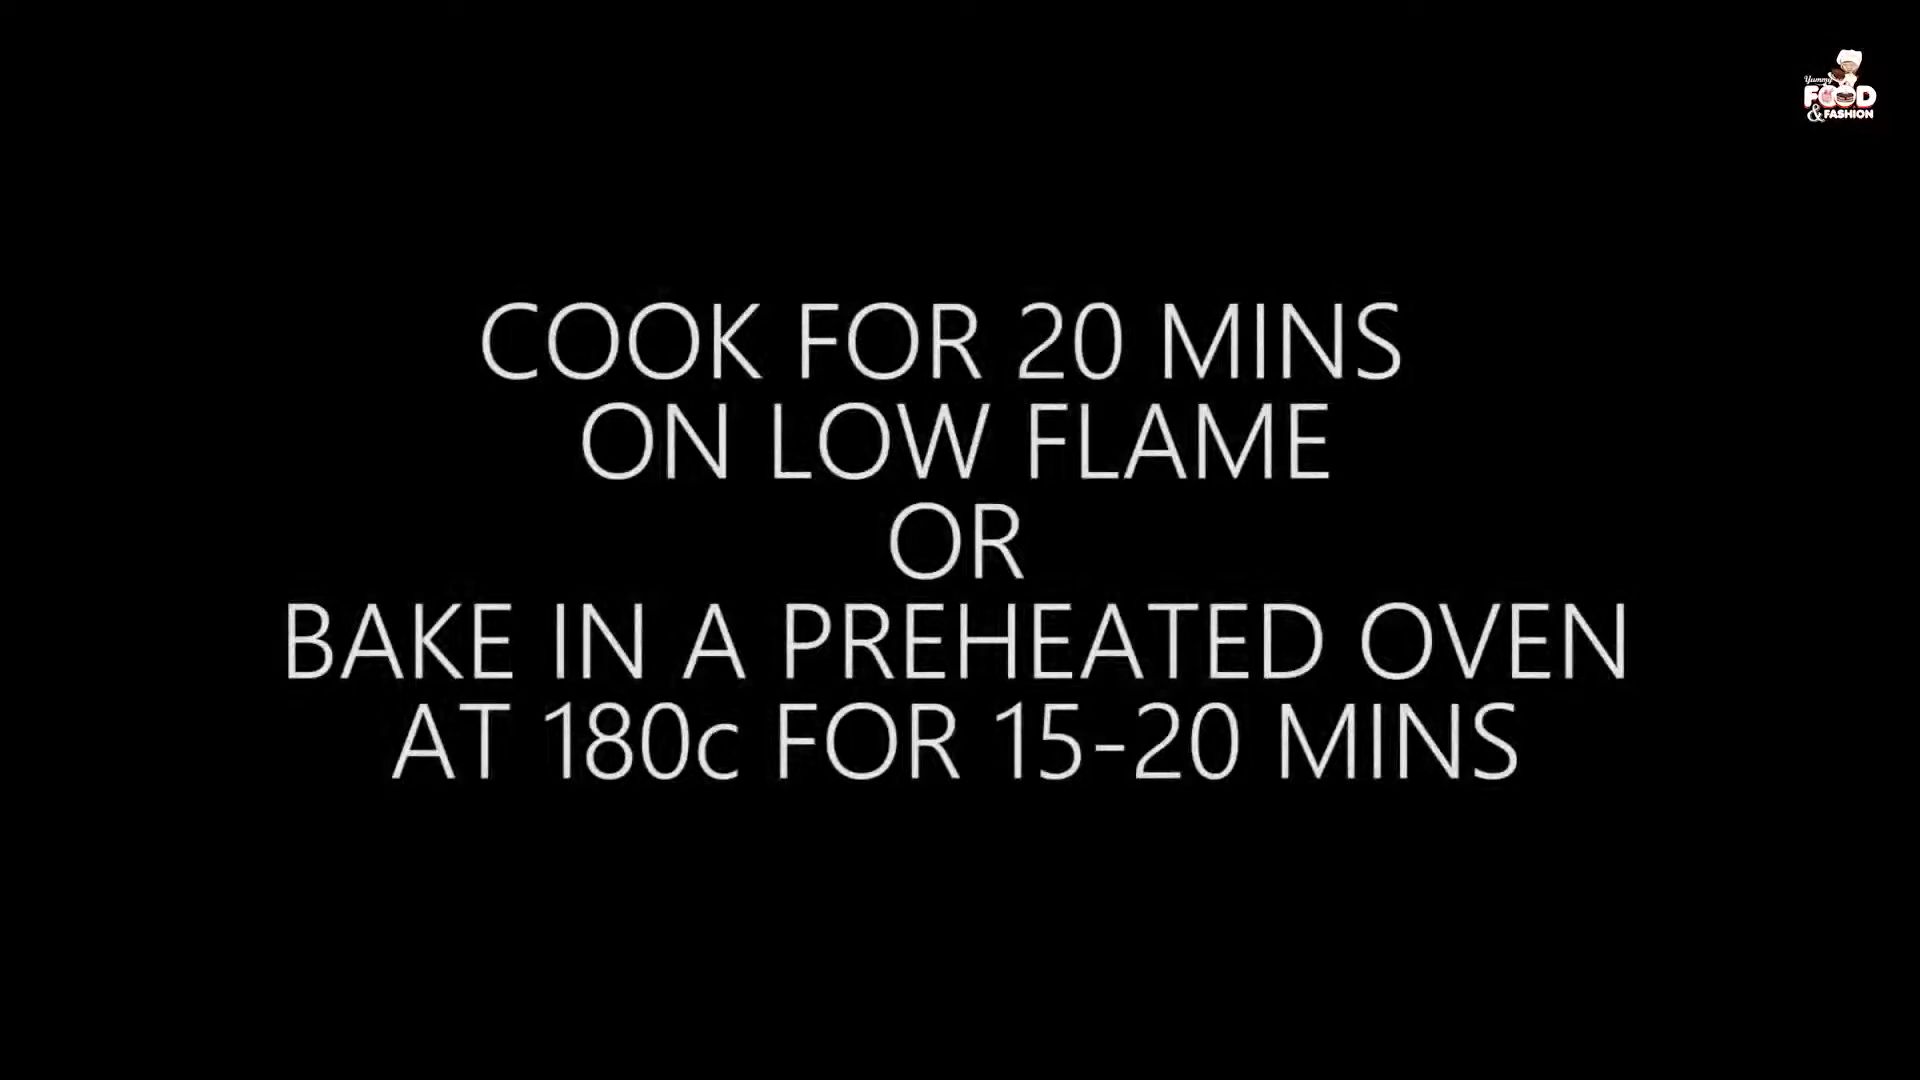 Yummy
FOOD
& FASHION
COOK FOR 20 MINS
ON LOW FLAME
OR
BAKE IN A PREHEATED OVEN
AT 180c FOR 15-20 MINS